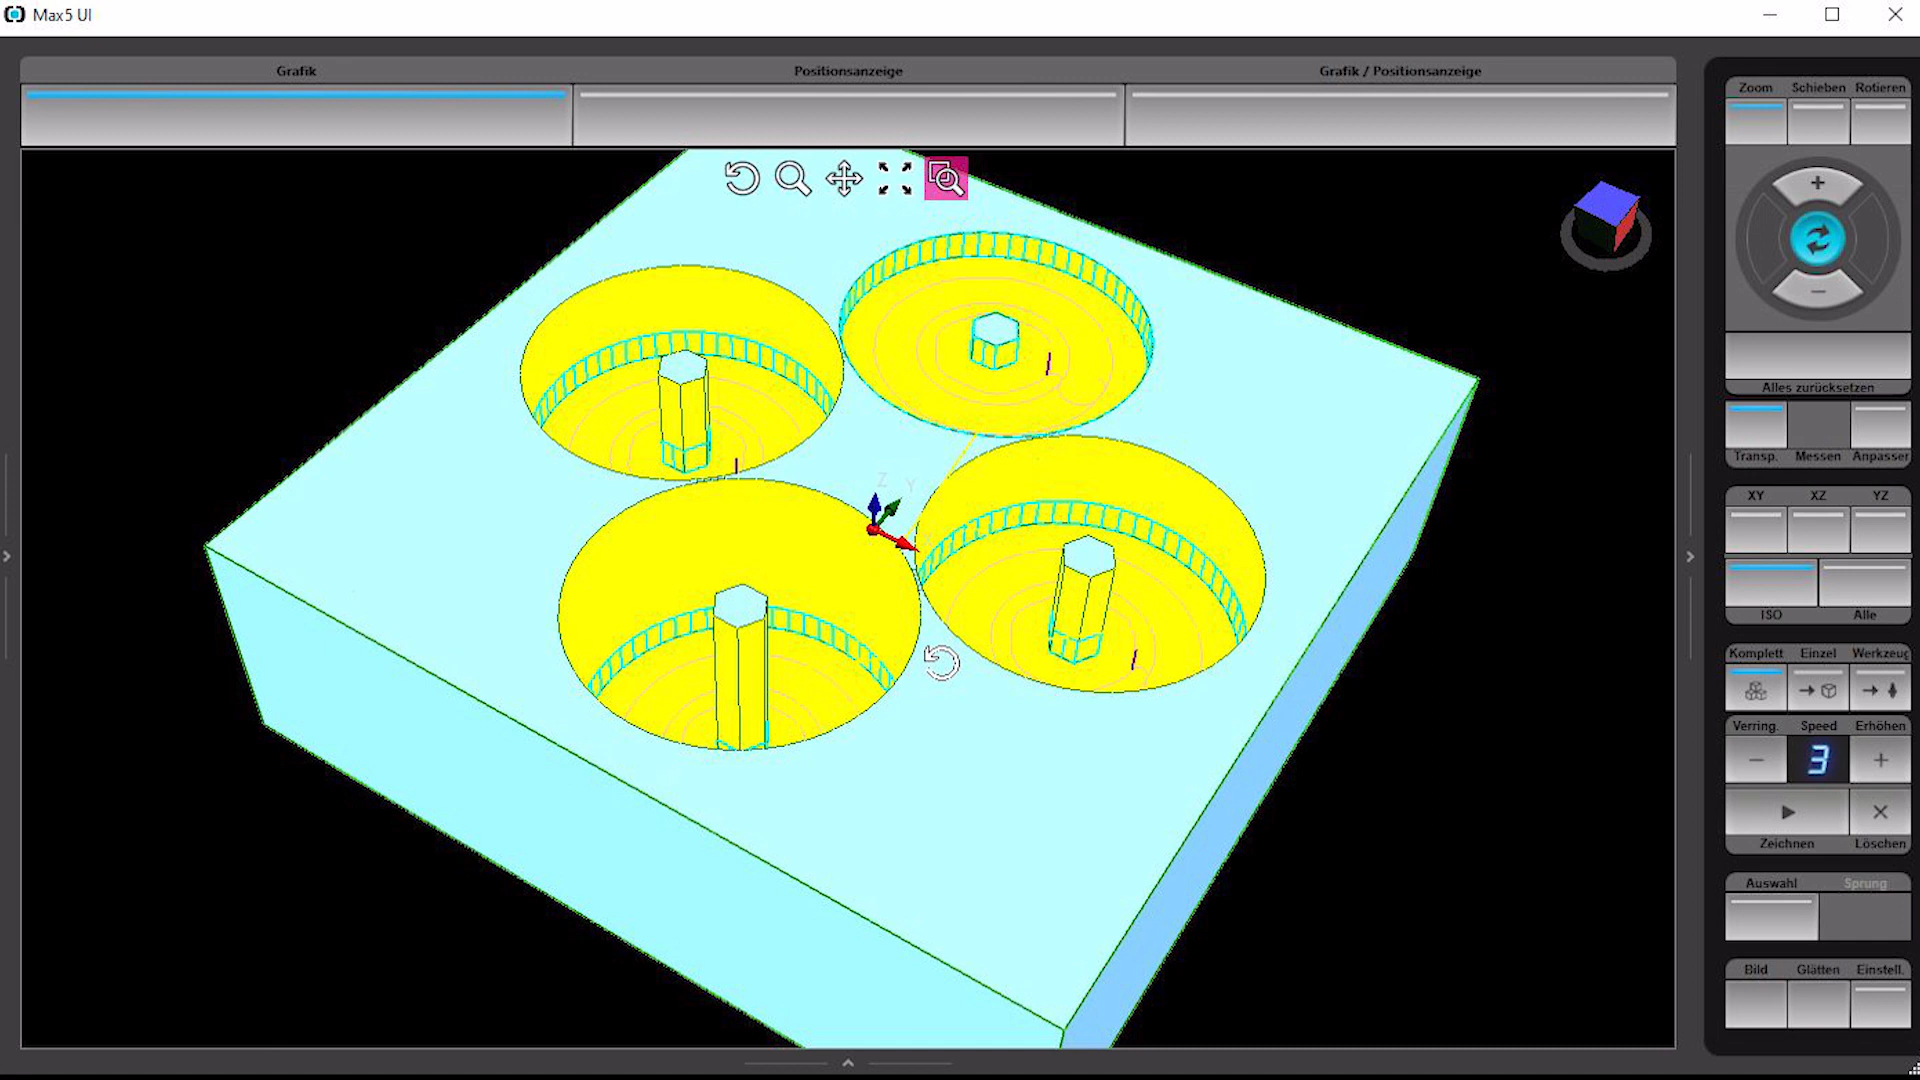 Max5 UI
Grafik
Positionsanzeige
Grafik / Positionsanzeige
Zoom Schieben Rotieren
Z Y
Alles zurücksetzen
Transp. Messen Anpasser
XY XZ YZ
ISO Alle
Komplett Einzel Werkzeug
Verring. Speed Erhöhen
3
Zeichnen Löschen
Auswahl Sprung
Bild Glätten Einstell.